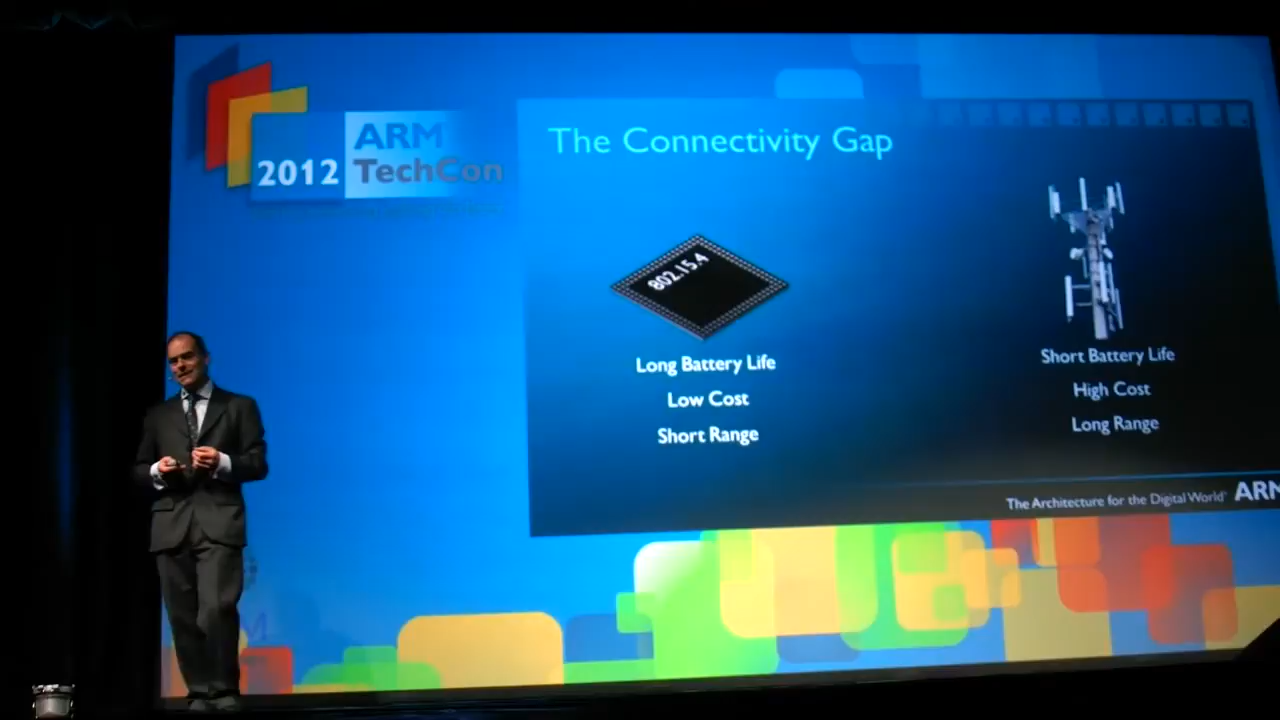 ARM
2012 TechCon
The Connectivity Gap
802.15.4
Long Battery Life
Low Cost
Short Range
Short Battery Life
High Cost
Long Range
The Architecture for the Digital World® ARM